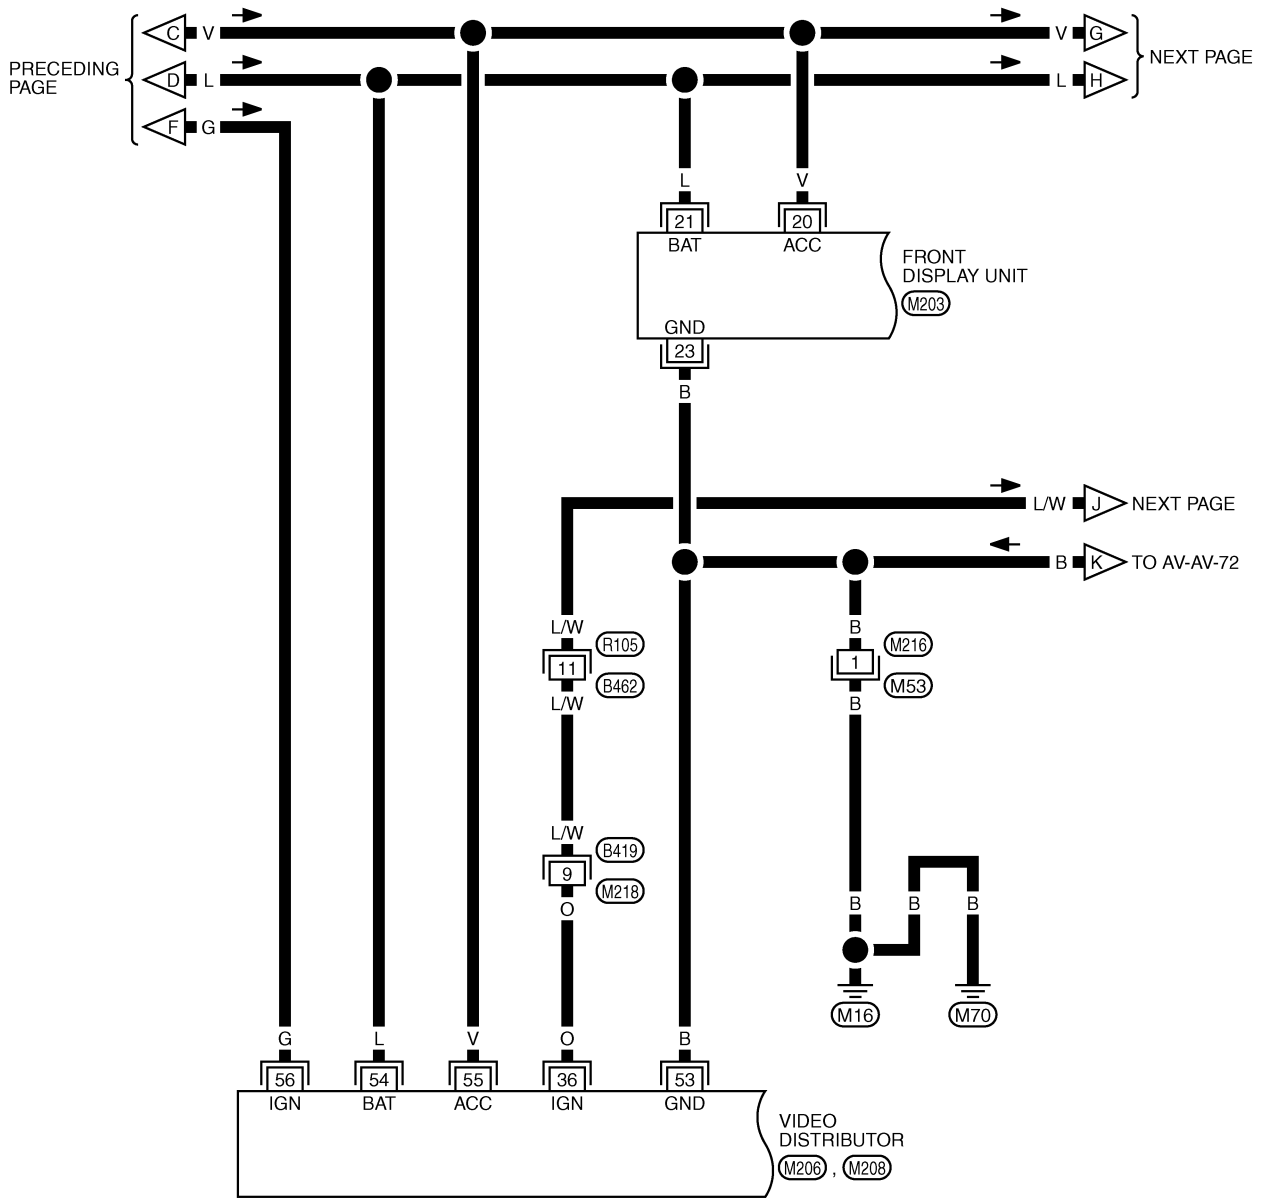 C V V G
PRECEDING
PAGE
D L L H
NEXT PAGE
F G
L V
21 20
BAT ACC
FRONT
DISPLAY UNIT
M203
GND
23
B
L/W J NEXT PAGE
B K TO AV-AV-72
L/W B
R105 M216
11 1
B462 M53
L/W B
L/W
B419
9
M218
O B B B
M16 M70
G L V O B
56 54 55 36 53
IGN BAT ACC IGN GND
VIDEO
DISTRIBUTOR
M206 , M208